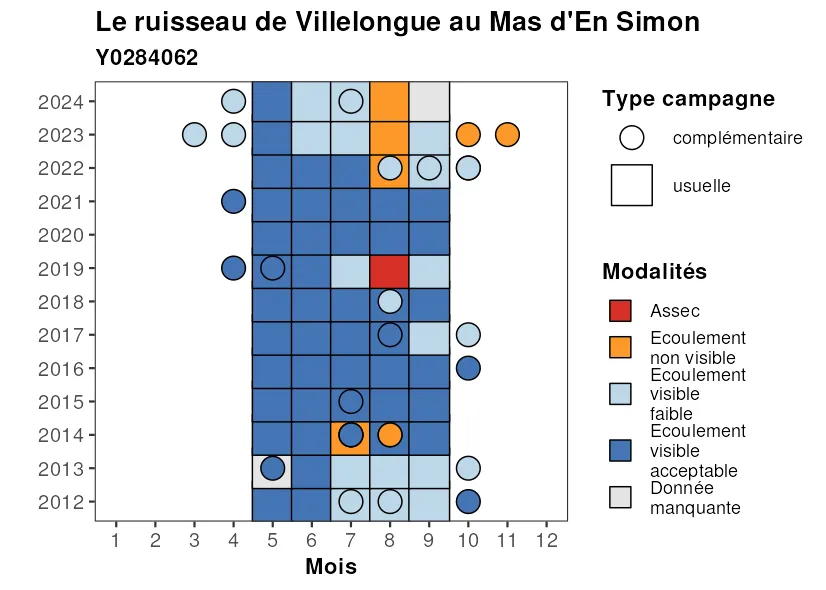 Le ruisseau de Villelongue au Mas d'En Simon
Y0284062
2024
2023
2022
2021
2020
2019
2018
2017
2016
2015
2014
2013
2012
1 2 3 4 5 6 7 8 9 10 11 12
Mois
Type campagne
complémentaire
usuelle
Modalités
Assec
Ecoulement
non visible
Ecoulement
visible
faible
Ecoulement
visible
acceptable
Donnée
manquante